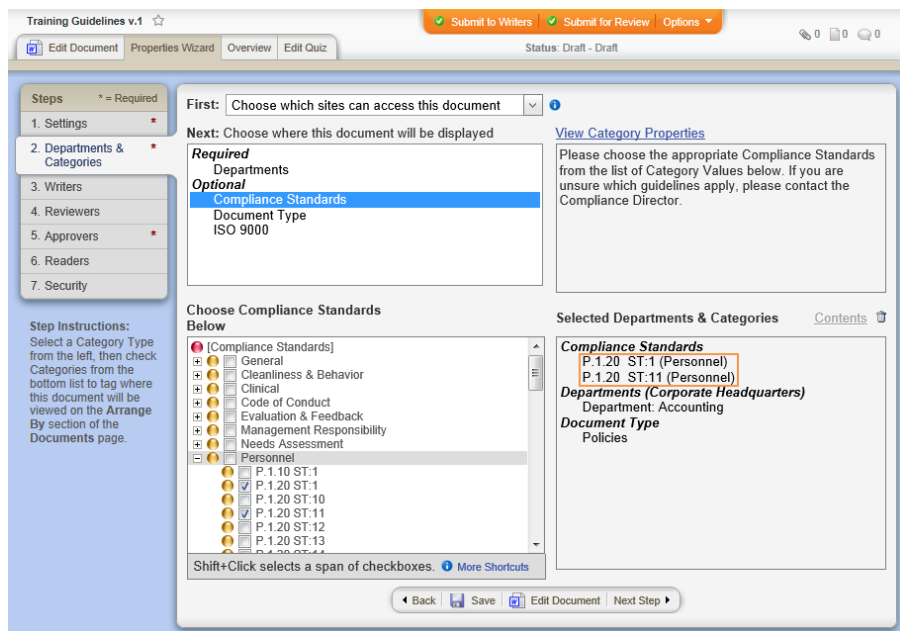 Training Guidelines v.1
Submit to Writers
Submit for Review
Options
0
0
0
Edit Document
Properties Wizard
Overview
Edit Quiz
Status: Draft - Draft
Steps
* = Required
1. Settings *
2. Departments & *
Categories
3. Writers
4. Reviewers
5. Approvers *
6. Readers
7. Security
Step Instructions:
Select a Category Type
from the left, then check
Categories from the
bottom list to tag where
this document will be
viewed on the Arrange
By section of the
Documents page.
First: Choose which sites can access this document
Next: Choose where this document will be displayed
Required
Departments
Optional
Compliance Standards
Document Type
ISO 9000
View Category Properties
Please choose the appropriate Compliance Standards
from the list of Category Values below. If you are
unsure which guidelines apply, please contact the
Compliance Director.
Choose Compliance Standards
Below
[Compliance Standards]
General
Cleanliness & Behavior
Clinical
Code of Conduct
Evaluation & Feedback
Management Responsibility
Needs Assessment
Personnel
P.1.10 ST:1
P.1.20 ST:1
P.1.20 ST:10
P.1.20 ST:11
P.1.20 ST:12
P.1.20 ST:13
Shift+Click selects a span of checkboxes. More Shortcuts
Selected Departments & Categories
Contents
Compliance Standards
P.1.20 ST:1 (Personnel)
P.1.20 ST:11 (Personnel)
Departments (Corporate Headquarters)
Department: Accounting
Document Type
Policies
Back
Save
Edit Document
Next Step